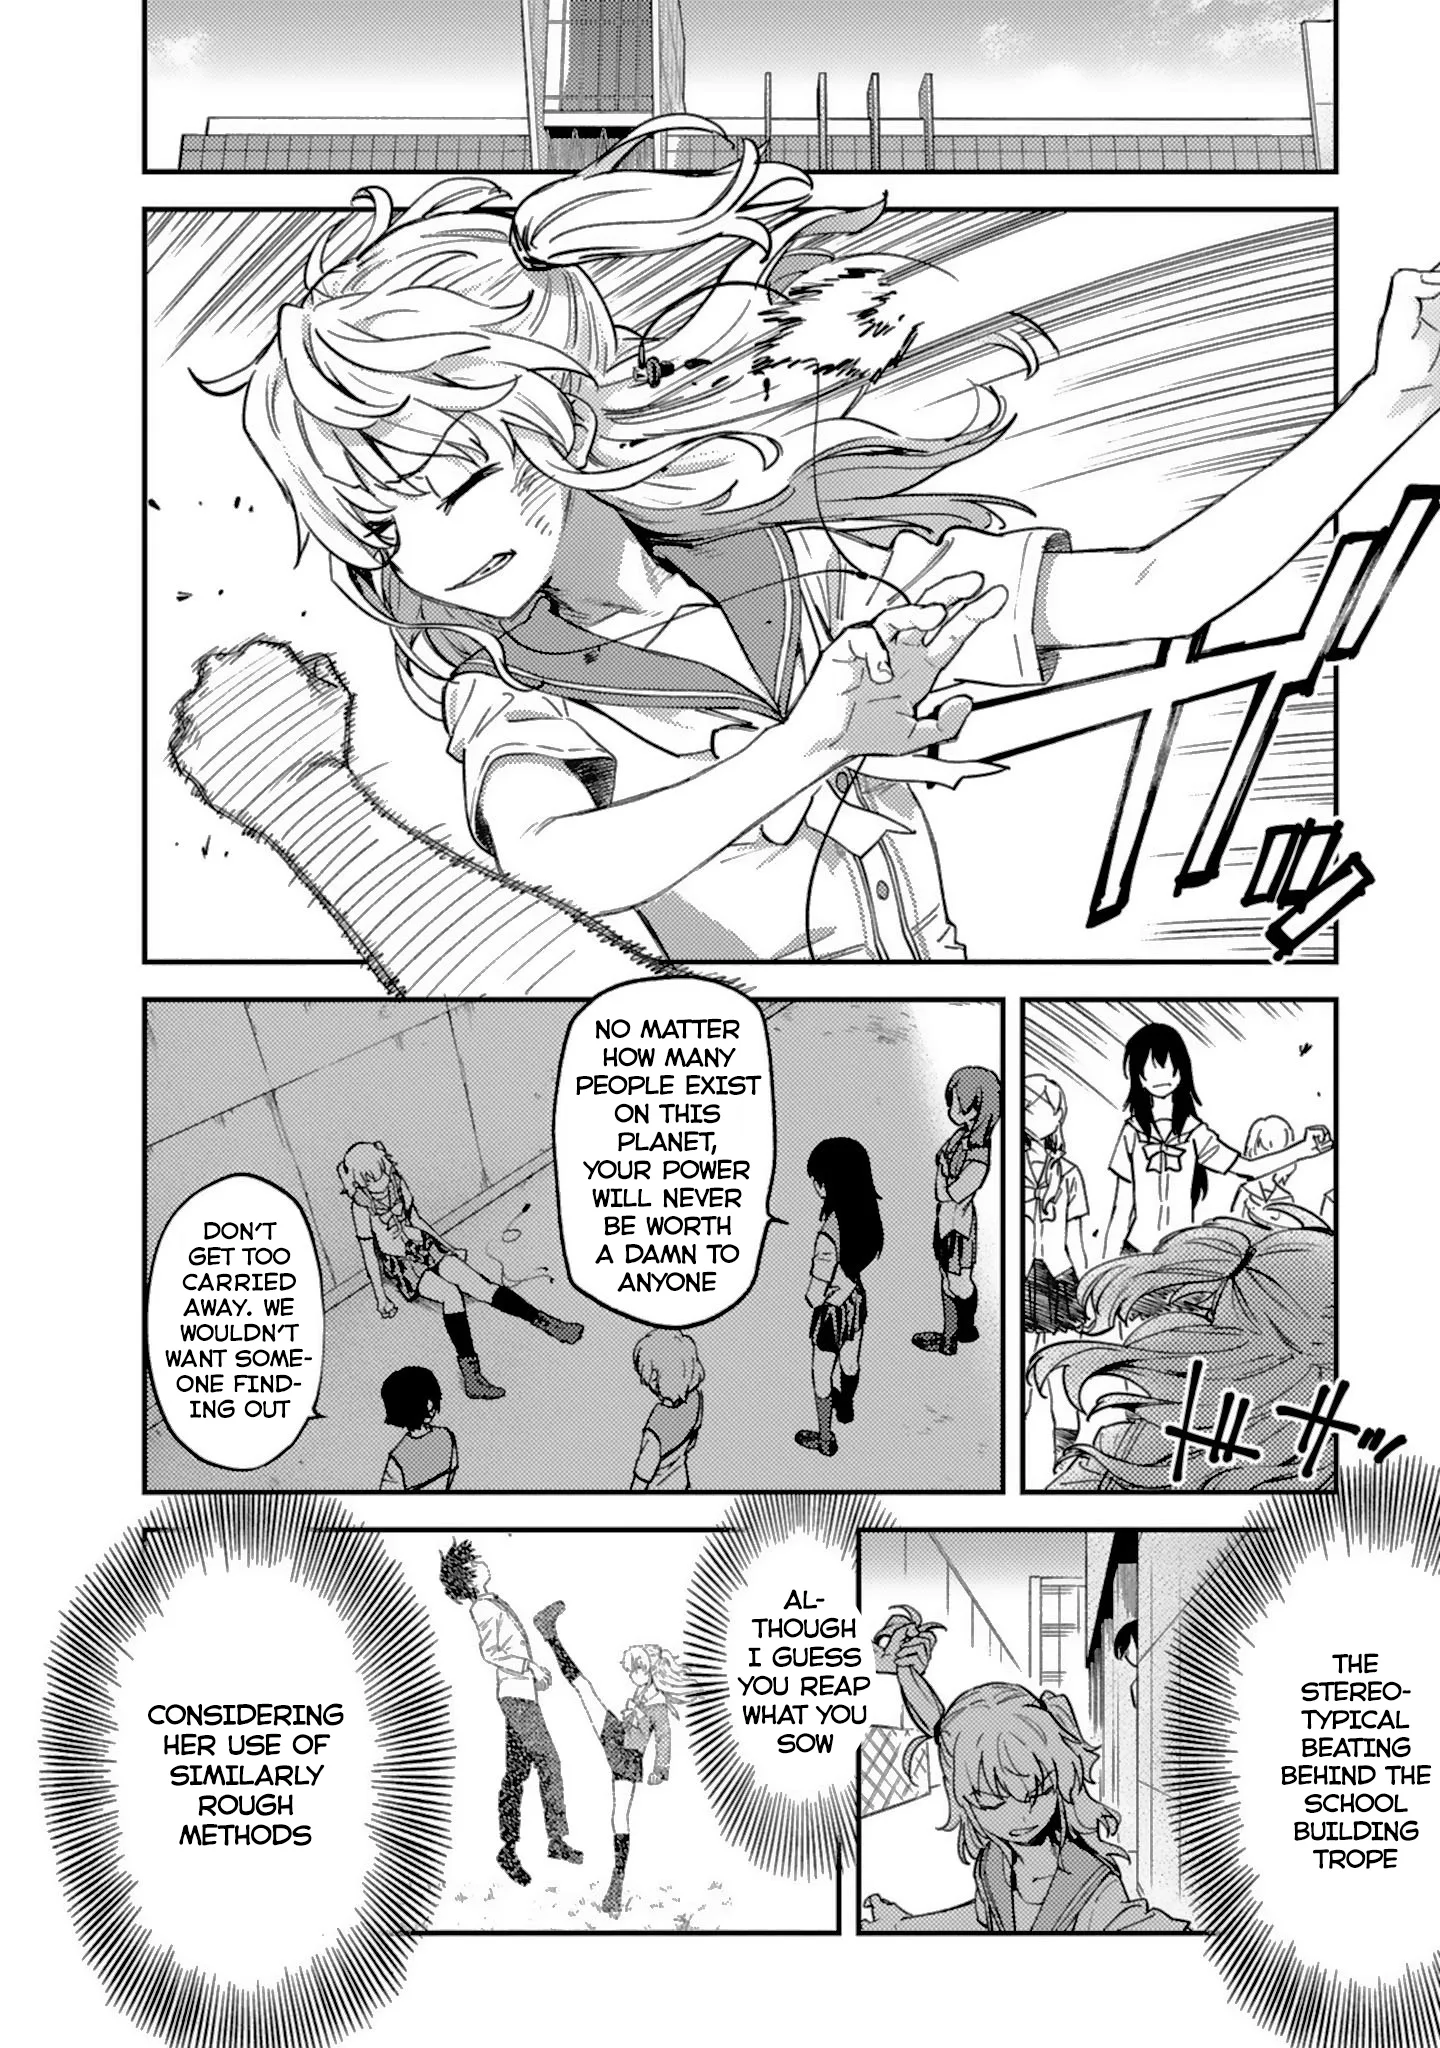 NO MATTER
HOW MANY
PEOPLE EXIST
ON THIS
PLANET,
YOUR POWER
WILL NEVER
BE WORTH
A DAMN TO
ANYONE
DON'T
GET TOO
CARRIED
AWAY. WE
WOULDN'T
WANT SOME-
ONE FIND-
ING OUT
THE
STEREO-
TYPICAL
BEATING
BEHIND THE
SCHOOL
BUILDING
TROPE
AL-
THOUGH
I GUESS
YOU REAP
WHAT YOU
SOW
CONSIDERING
HER USE OF
SIMILARLY
ROUGH
METHODS